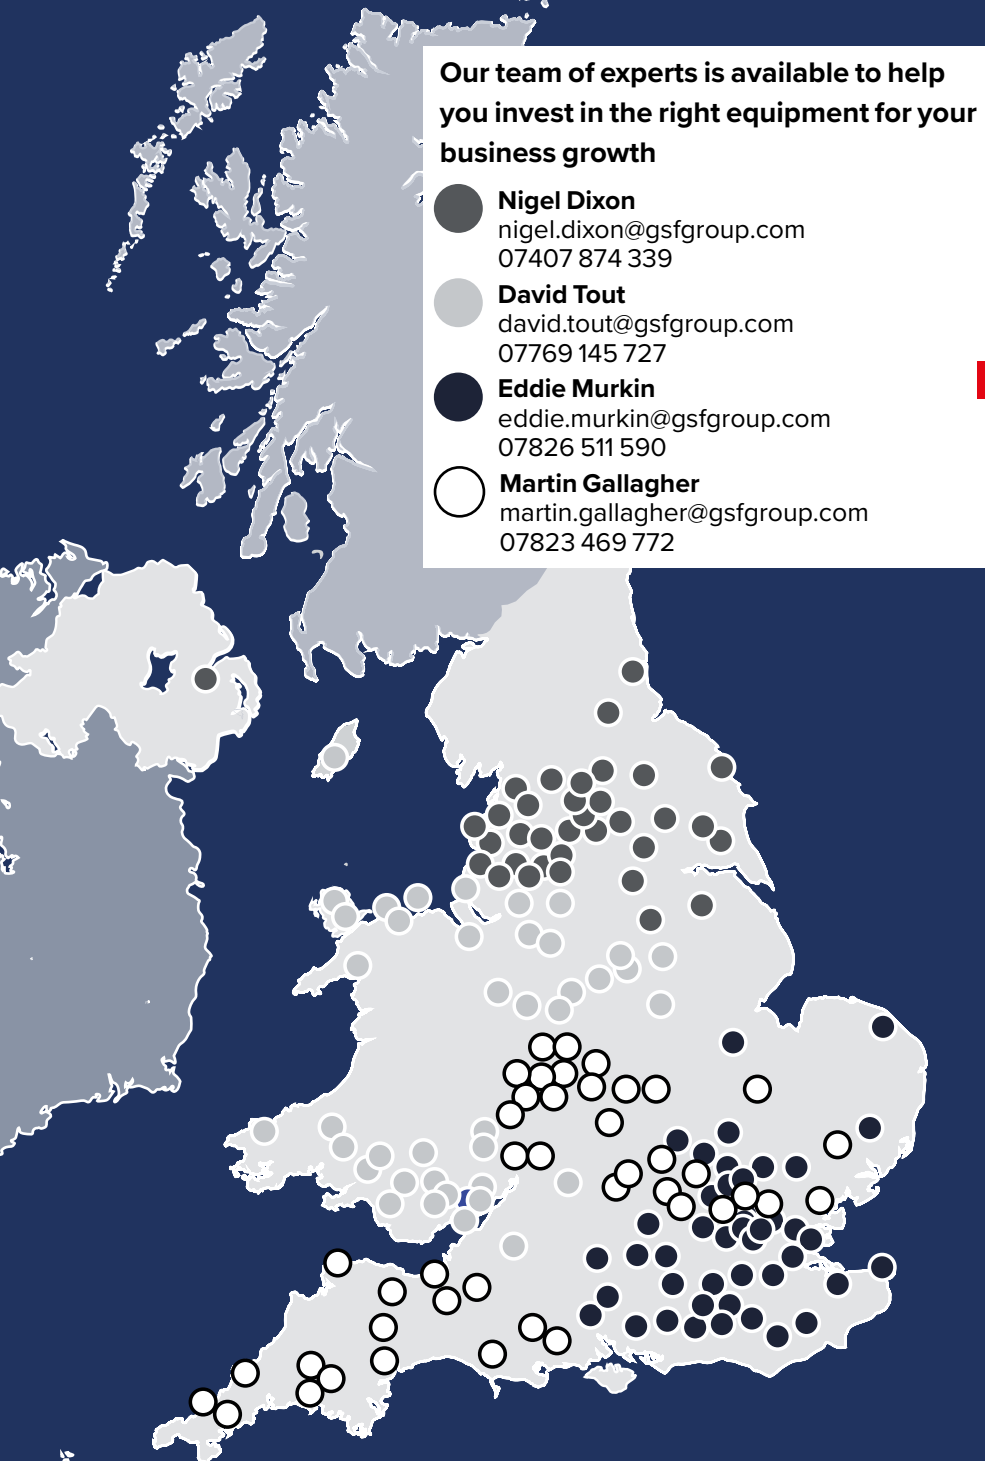 Our team of experts is available to help
you invest in the right equipment for your
business growth
Nigel Dixon
nigel.dixon@gsfgroup.com
07407 874 339
David Tout
david.tout@gsfgroup.com
07769 145 727
Eddie Murkin
eddie.murkin@gsfgroup.com
07826 511 590
Martin Gallagher
martin.gallagher@gsfgroup.com
07823 469 772